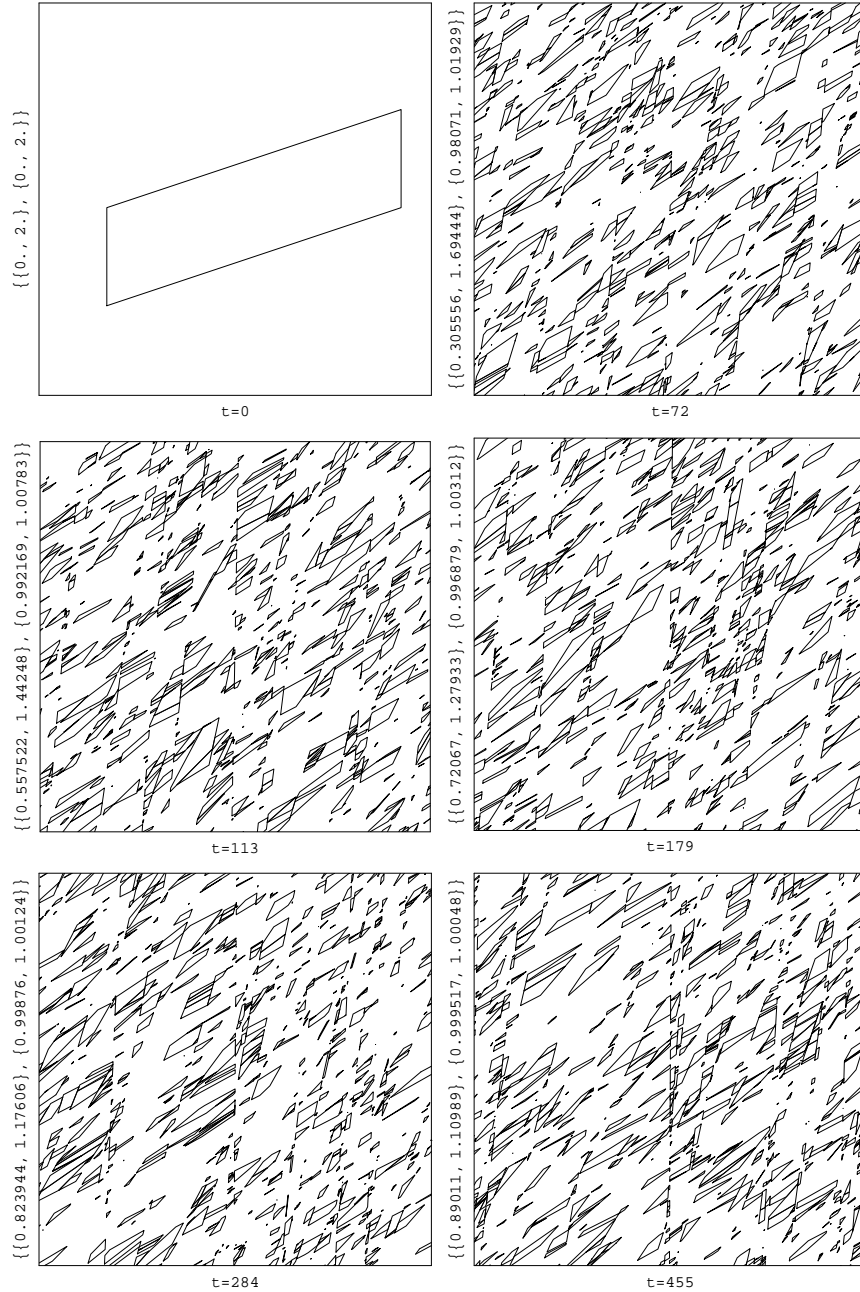 {{0., 2.}, {0., 2.}}
t=0
{{0.305556, 1.69444}, {0.98071, 1.01929}}
t=72
{{0.557522, 1.44248}, {0.992169, 1.00783}}
t=113
{{0.72067, 1.27933}, {0.996879, 1.00312}}
t=179
{{0.823944, 1.17606}, {0.99876, 1.00124}}
t=284
{{0.89011, 1.10989}, {0.999517, 1.00048}}
t=455